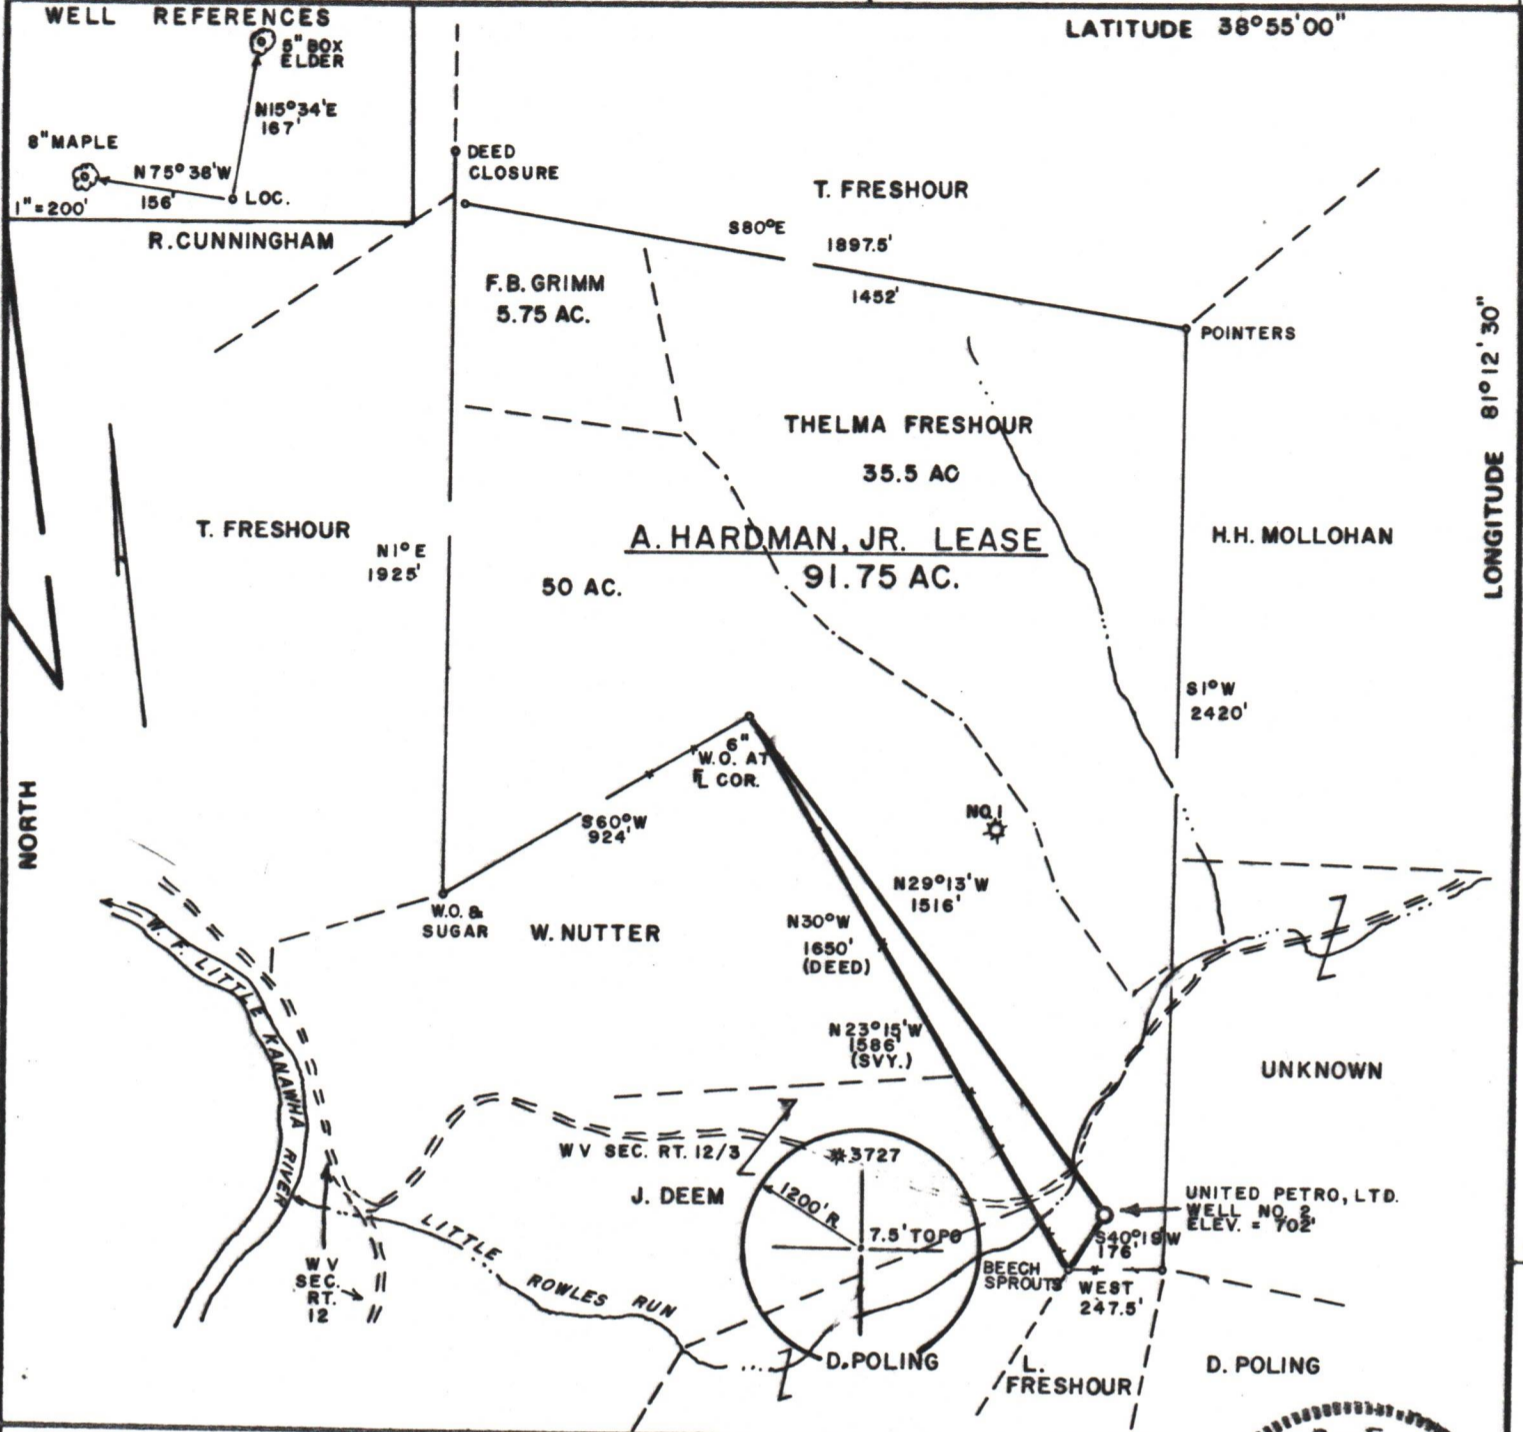 WELL REFERENCES
5" BOX
ELDER
N15°34'E
167'
8" MAPLE
N75°38'W
156'
LOC.
1"=200'
LATITUDE 38°55'00"
DEED
CLOSURE
R. CUNNINGHAM
T. FRESHOUR
S80°E
1897.5'
1452'
F.B. GRIMM
5.75 AC.
POINTERS
LONGITUDE 81°12'30"
THELMA FRESHOUR
35.5 AC
T. FRESHOUR
N1°E
1925'
A. HARDMAN, JR. LEASE
91.75 AC.
50 AC.
H.H. MOLLOHAN
S1°W
2420'
6"
W.O. AT
FL COR.
S60°W
924'
NO. 1
NORTH
N29°13'W
1516'
W.O. &
SUGAR
W. NUTTER
N30°W
1650'
(DEED)
W. F. LITTLE KANAWHA RIVER
N23°15'W
1586'
(SVY.)
UNKNOWN
WV SEC. RT. 12/3
3727
J. DEEM
1200' R.
7.5' TOPO
UNITED PETRO, LTD.
WELL NO. 2
ELEV. = 702'
S40°19'W
176'
LITTLE ROWLES RUN
WV
SEC.
RT.
12
BEECH
SPROUTS
WEST
247.5'
D. POLING
L.
FRESHOUR
D. POLING